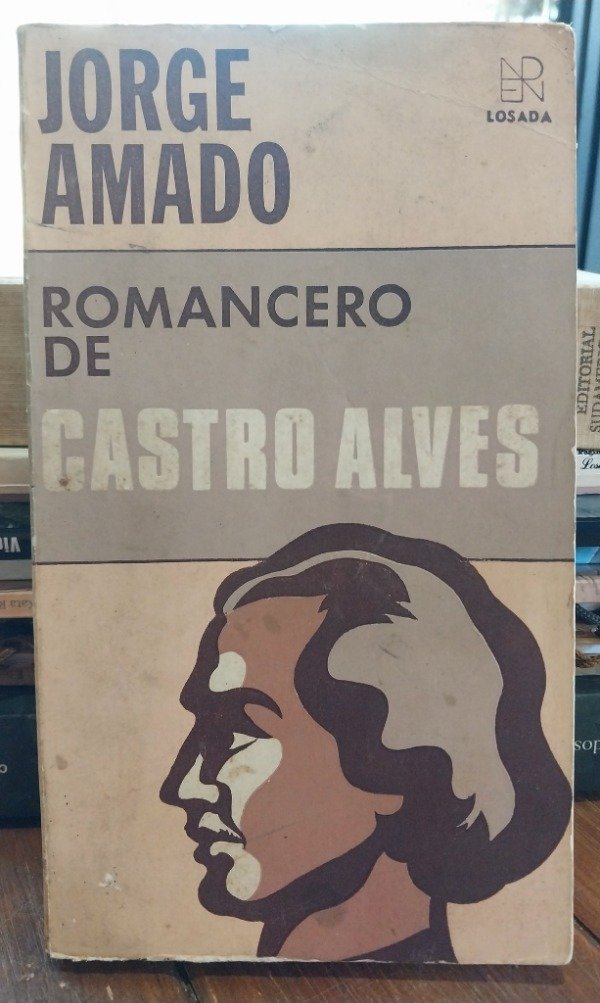 JORGE
AMADO
LOSADA
ROMANCERO
DE
CASTRO ALVES
EDITORIAL